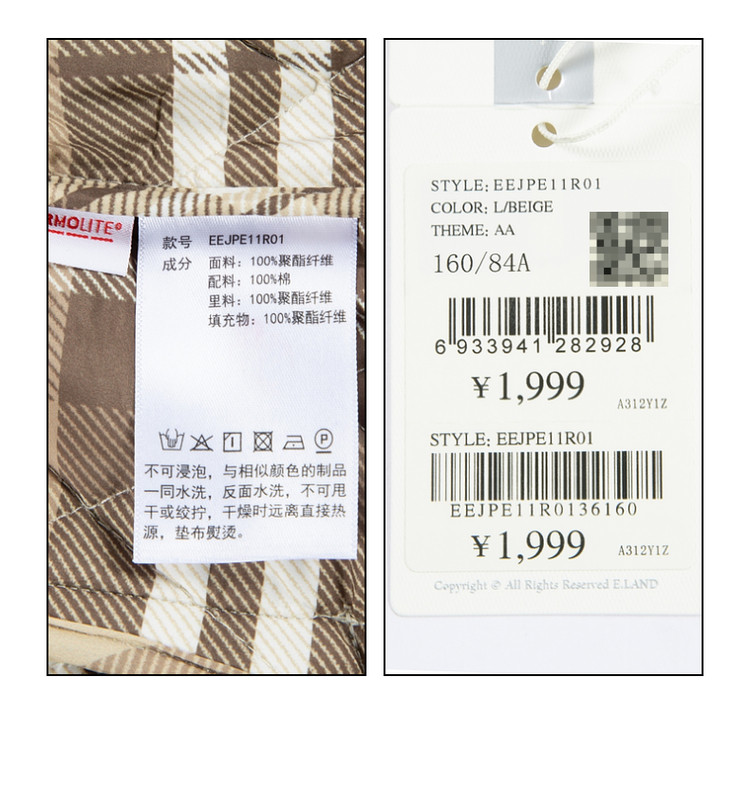 RMOLITE®
款号 EEJPE11R01
成分 面料：100%聚酯纤维
配料：100%棉
里料：100%聚酯纤维
填充物：100%聚酯纤维
P
不可浸泡，与相似颜色的制品
一同水洗，反面水洗，不可甩
干或绞拧，干燥时远离直接热
源，垫布熨烫。
STYLE: EEJPE11R01
COLOR: L/BEIGE
THEME: AA
160/84A
6 933941 282928
¥1,999
A312Y1Z
STYLE: EEJPE11R01
EEJPE11R0136160
¥1,999
A312Y1Z
Copyright © All Rights Reserved E.LAND